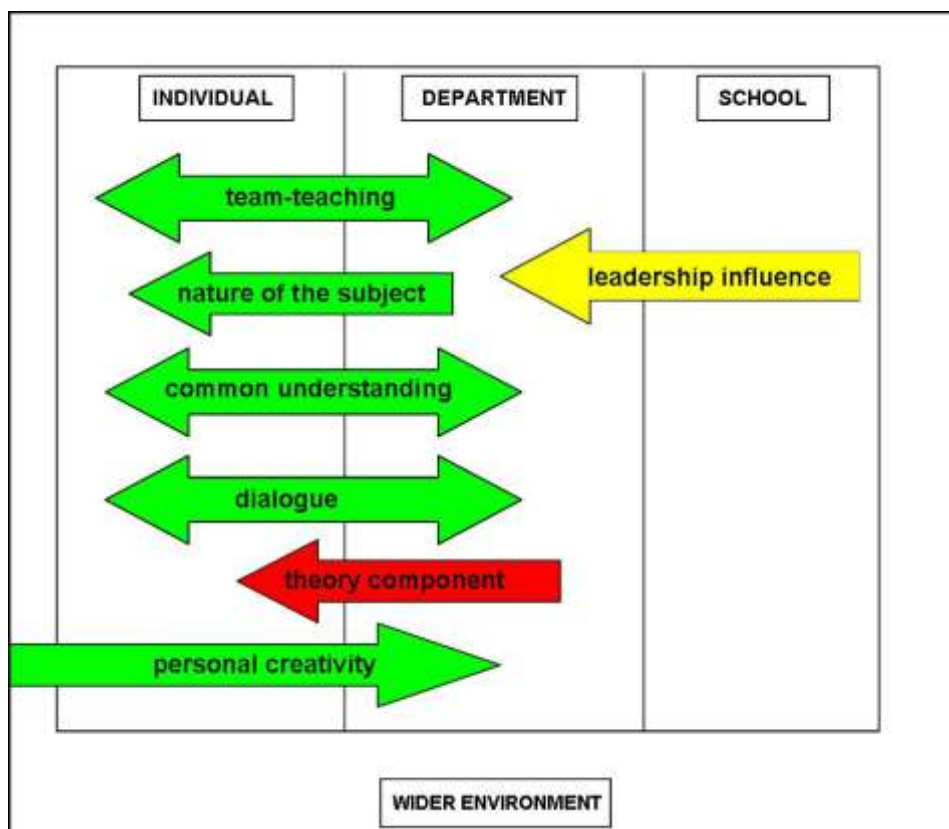 INDIVIDUAL
DEPARTMENT
SCHOOL
team-teaching
leadership influence
nature of the subject
common understanding
dialogue
theory component
personal creativity
WIDER ENVIRONMENT